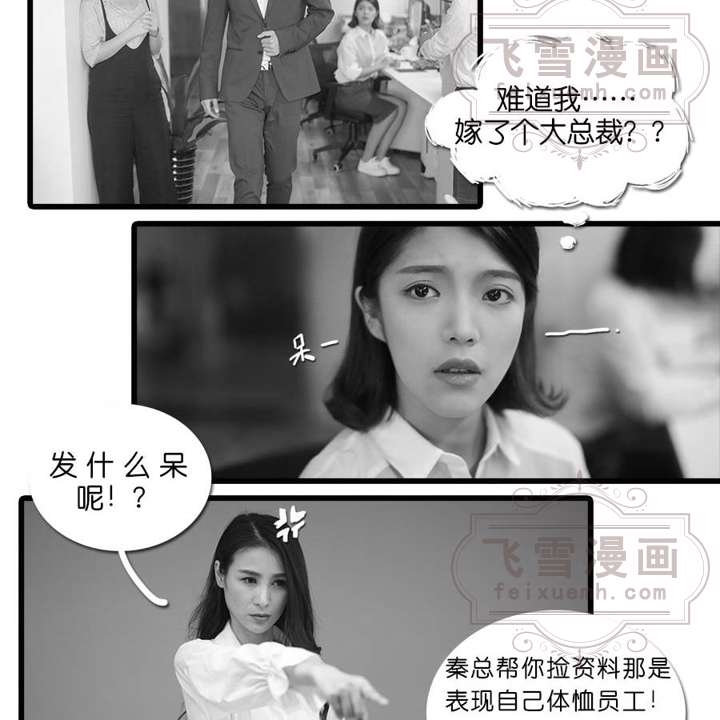 飞雪漫画
feixuemh.com
难道我……
嫁了个大总裁？？
呆一
发什么呆
呢！？
飞雪漫画
feixuemh.com
秦总帮你捡资料那是
表现自己体恤员工！